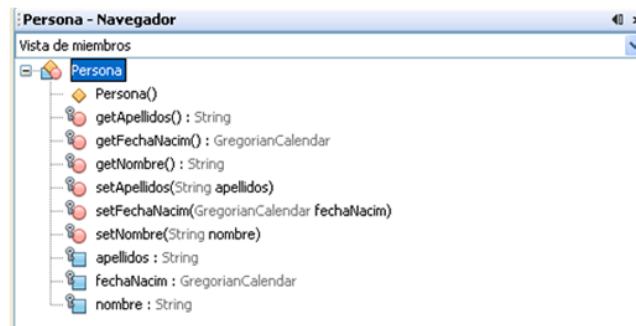 Persona - Navegador
Vista de miembros
Persona
Persona()
getApellidos() : String
getFechaNacim() : GregorianCalendar
getNombre() : String
setApellidos(String apellidos)
setFechaNacim(GregorianCalendar fechaNacim)
setNombre(String nombre)
apellidos : String
fechaNacim : GregorianCalendar
nombre : String